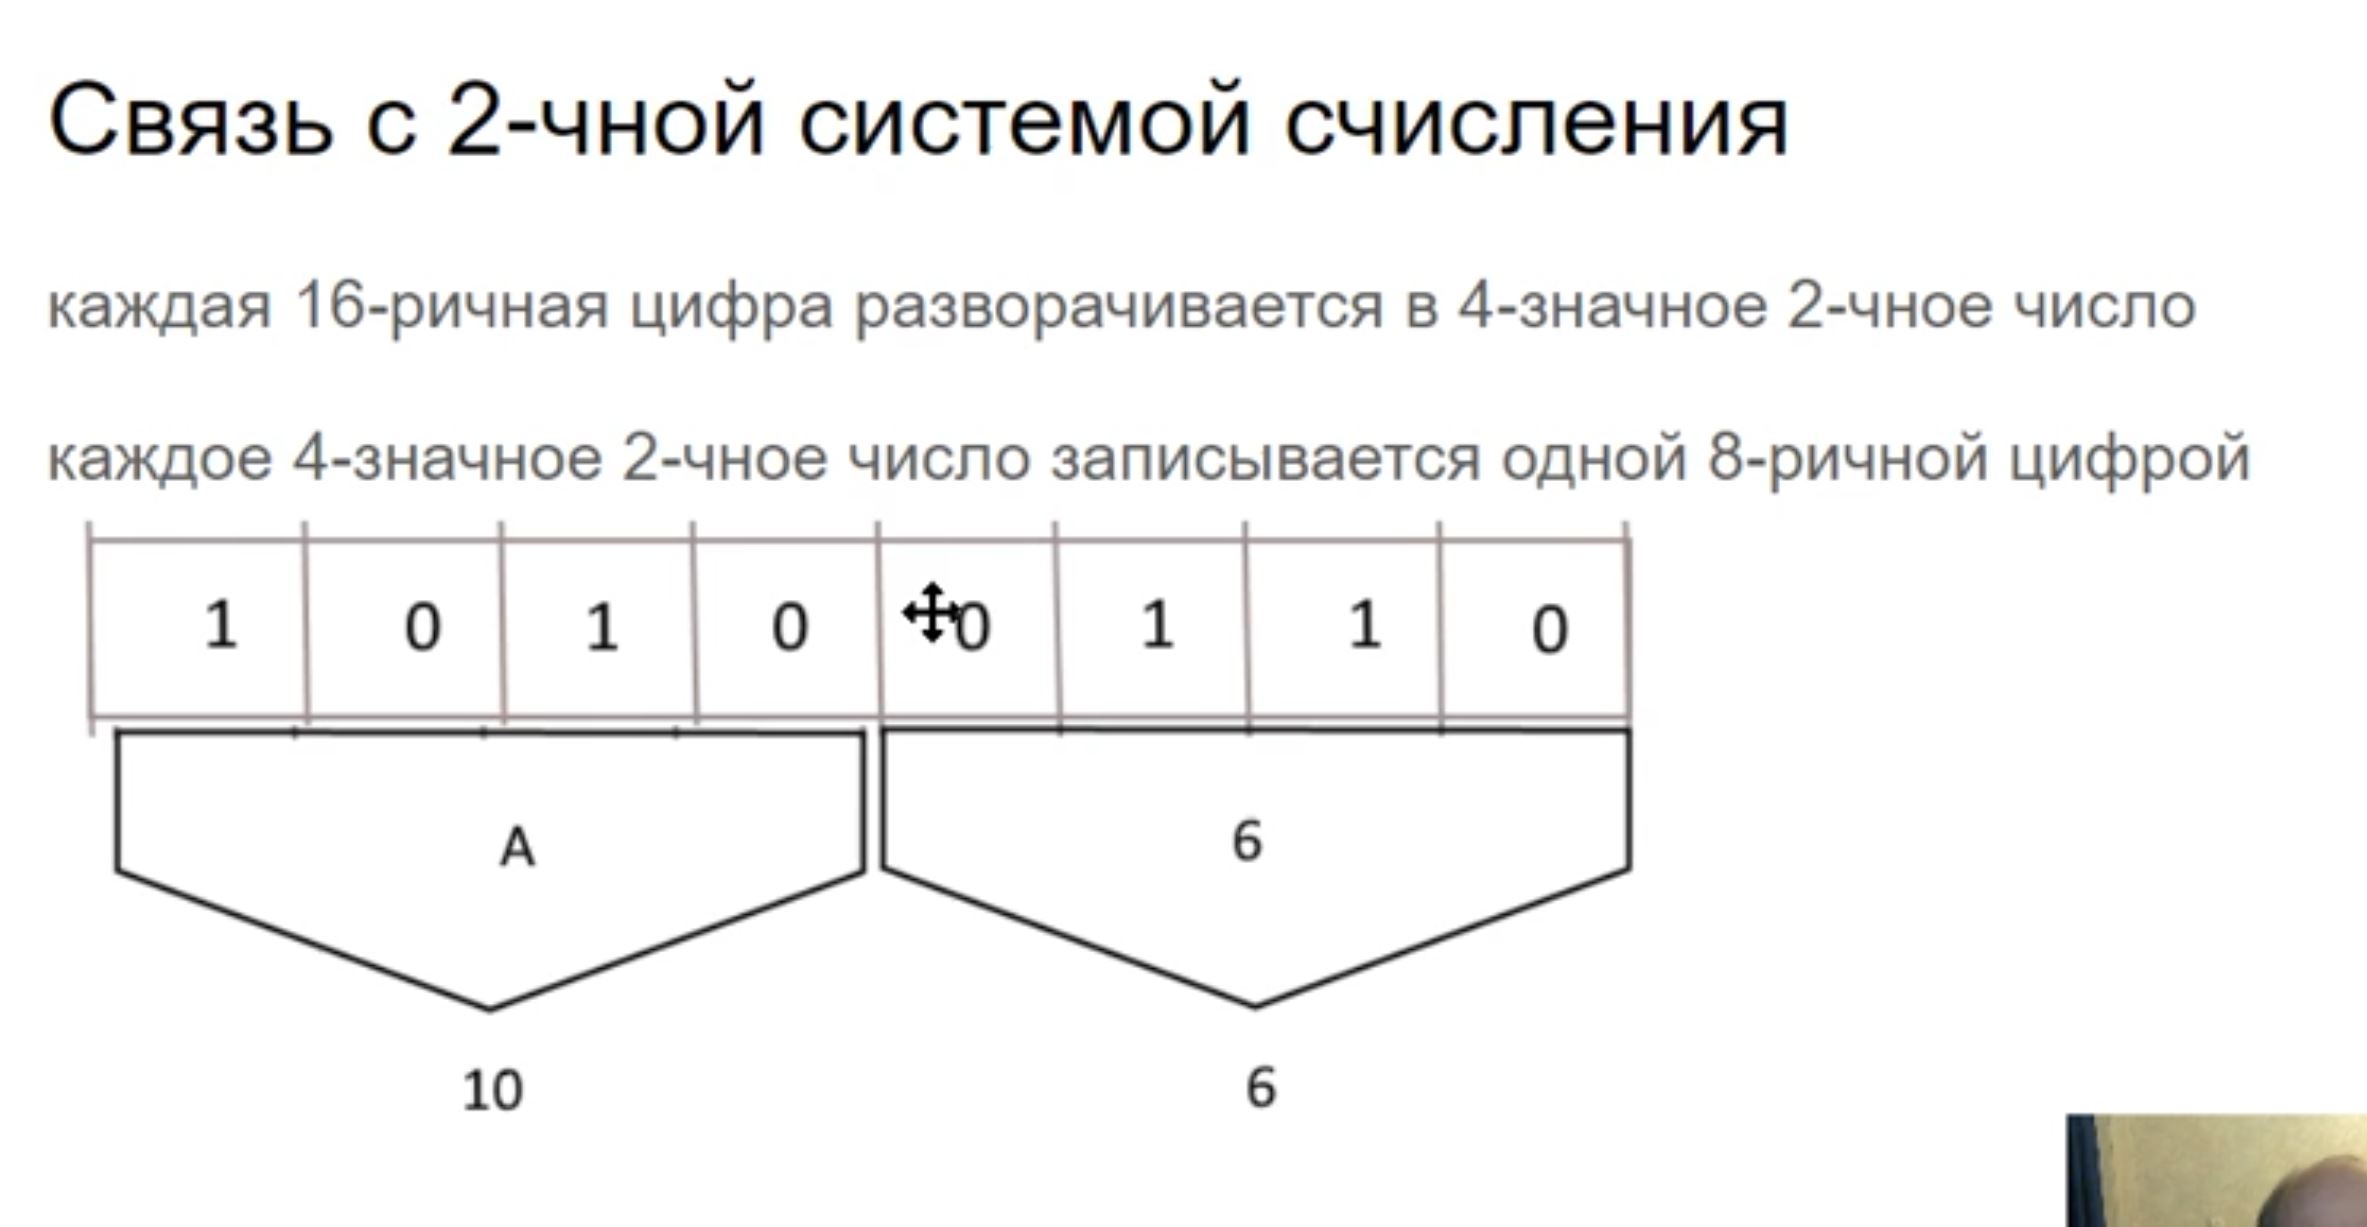 Связь с 2-чной системой счисления
каждая 16-ричная цифра разворачивается в 4-значное 2-чное число
каждое 4-значное 2-чное число записывается одной 8-ричной цифрой
1 0 1 0 0 1 1 0
A 6
10 6